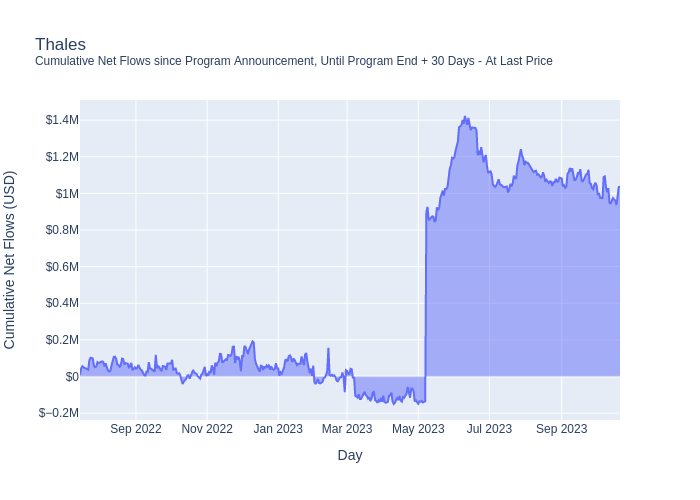 Thales
Cumulative Net Flows since Program Announcement, Until Program End + 30 Days - At Last Price
Cumulative Net Flows (USD)
$1.4M
$1.2M
$1M
$0.8M
$0.6M
$0.4M
$0.2M
$0
$−0.2M
Sep 2022 Nov 2022 Jan 2023 Mar 2023 May 2023 Jul 2023 Sep 2023
Day